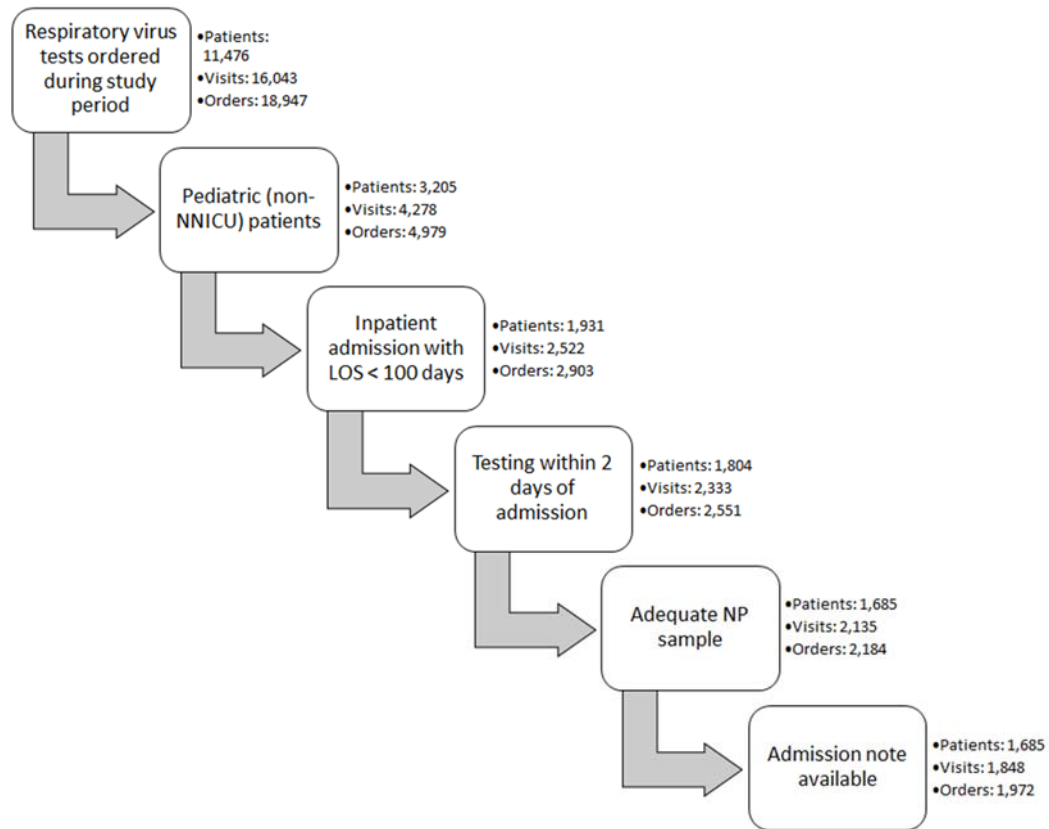 Respiratory virus
tests ordered
during study
period
•Patients:
11,476
•Visits: 16,043
•Orders: 18,947
Pediatric (non-
NNICU) patients
•Patients: 3,205
•Visits: 4,278
•Orders: 4,979
Inpatient
admission with
LOS < 100 days
•Patients: 1,931
•Visits: 2,522
•Orders: 2,903
Testing within 2
days of
admission
•Patients: 1,804
•Visits: 2,333
•Orders: 2,551
Adequate NP
sample
•Patients: 1,685
•Visits: 2,135
•Orders: 2,184
Admission note
available
•Patients: 1,685
•Visits: 1,848
•Orders: 1,972